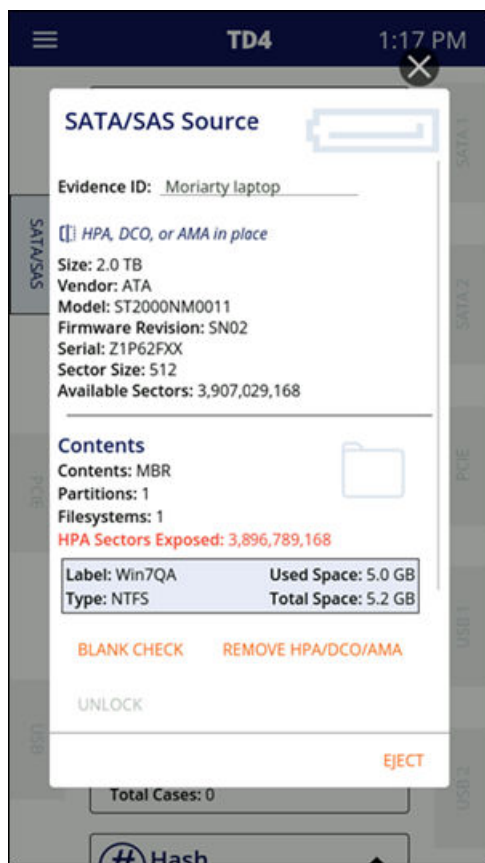 TD4
1:17 PM
SATA/SAS Source
Evidence ID: Moriarty laptop
HPA, DCO, or AMA in place
Size: 2.0 TB
Vendor: ATA
Model: ST2000NM0011
Firmware Revision: SN02
Serial: Z1P62FXX
Sector Size: 512
Available Sectors: 3,907,029,168
Contents
Contents: MBR
Partitions: 1
Filesystems: 1
HPA Sectors Exposed: 3,896,789,168
Label: Win7QA Used Space: 5.0 GB
Type: NTFS Total Space: 5.2 GB
BLANK CHECK REMOVE HPA/DCO/AMA
UNLOCK
EJECT
SATA/SAS
PCIE
USB
SATA 1
SATA 2
PCIE
USB 1
USB 2
Total Cases: 0
# Hash